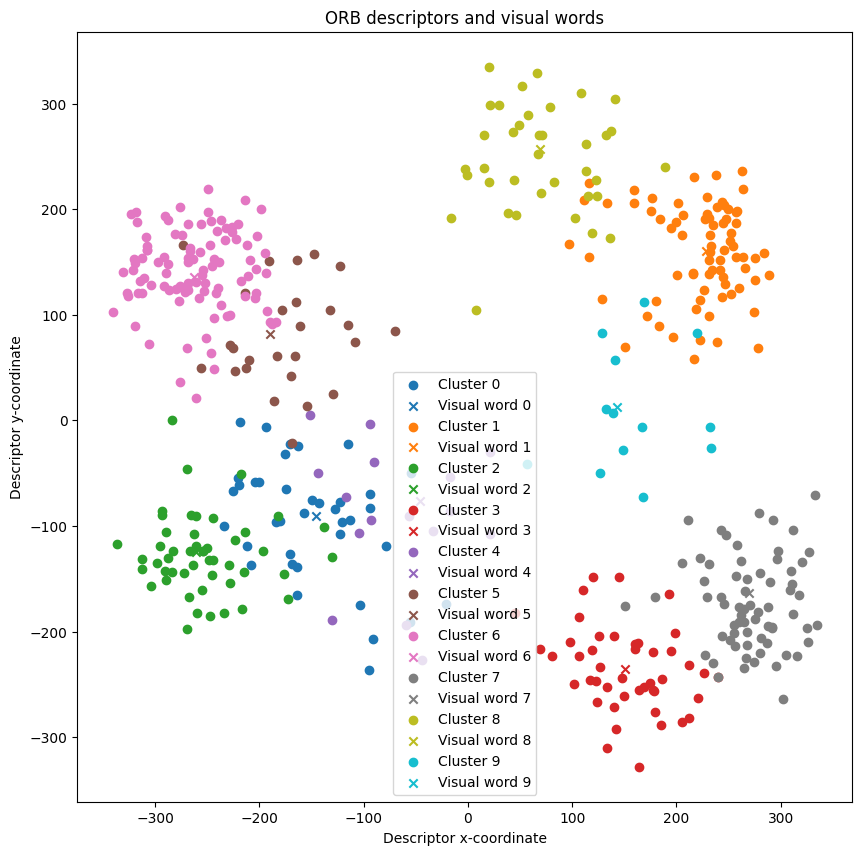 ORB descriptors and visual words
Descriptor y-coordinate
300
200
100
0
−100
−200
−300
Cluster 0
Visual word 0
Cluster 1
Visual word 1
Cluster 2
Visual word 2
Cluster 3
Visual word 3
Cluster 4
Visual word 4
Cluster 5
Visual word 5
Cluster 6
Visual word 6
Cluster 7
Visual word 7
Cluster 8
Visual word 8
Cluster 9
Visual word 9
−300 −200 −100 0 100 200 300
Descriptor x-coordinate